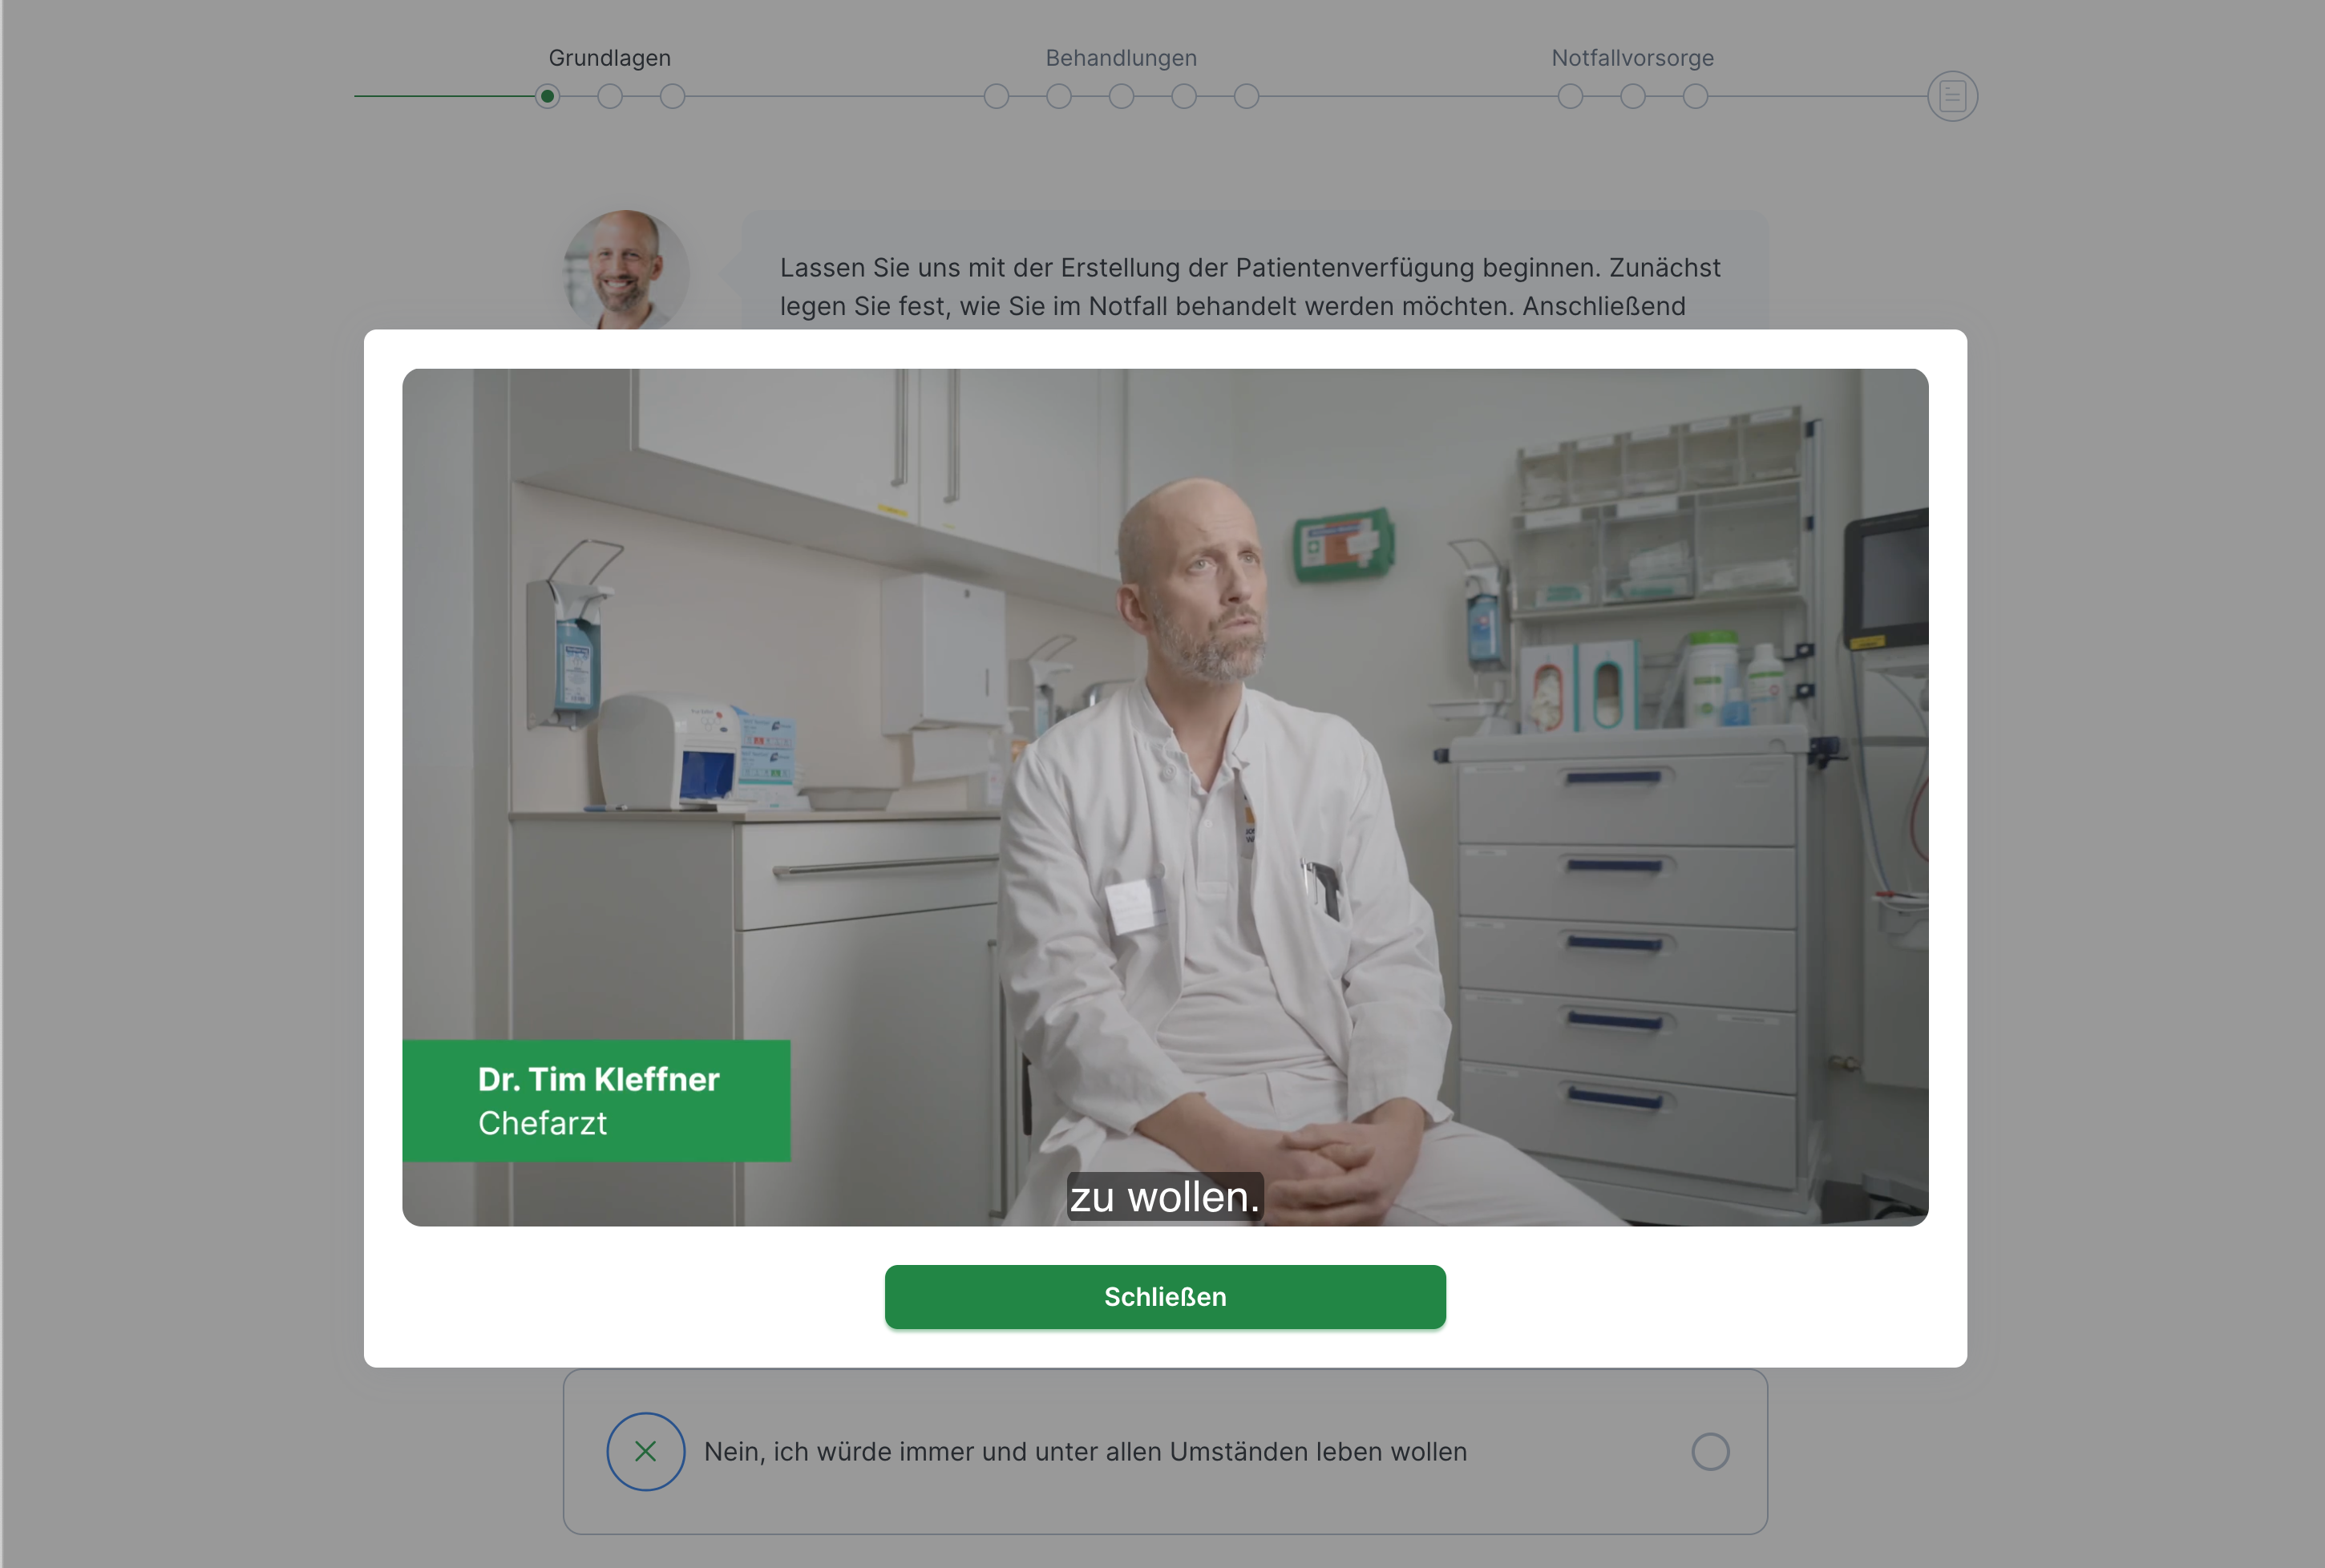 Grundlagen
Behandlungen
Notfallvorsorge
Lassen Sie uns mit der Erstellung der Patientenverfügung beginnen. Zunächst
legen Sie fest, wie Sie im Notfall behandelt werden möchten. Anschließend
Dr. Tim Kleffner
Chefarzt
zu wollen.
Schließen
Nein, ich würde immer und unter allen Umständen leben wollen